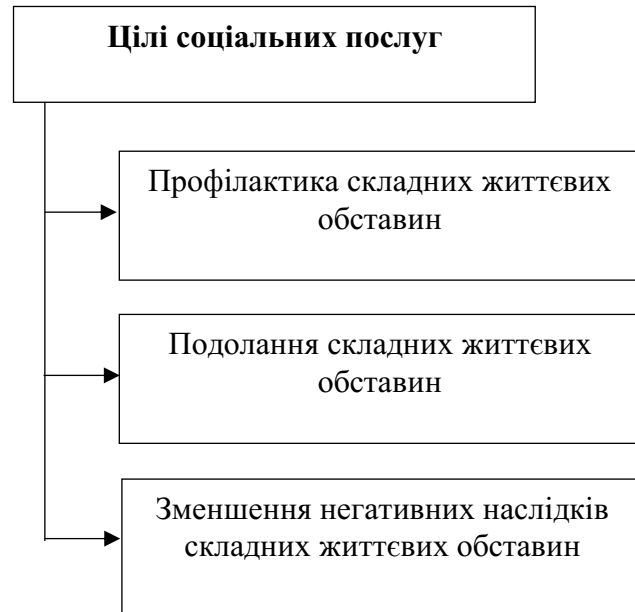 Цілі соціальних послуг
Профілактика складних життєвих
обставин
Подолання складних життєвих
обставин
Зменшення негативних наслідків
складних життєвих обставин